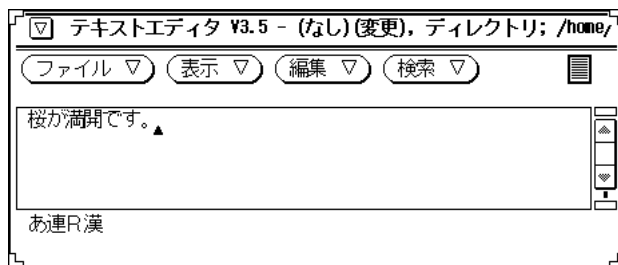 テキストエディタ V3.5 - (なし)(変更), ディレクトリ; /home/
ファイル ▽ 表示 ▽ 編集 ▽ 検索 ▽
桜が満開です。
あ連R漢